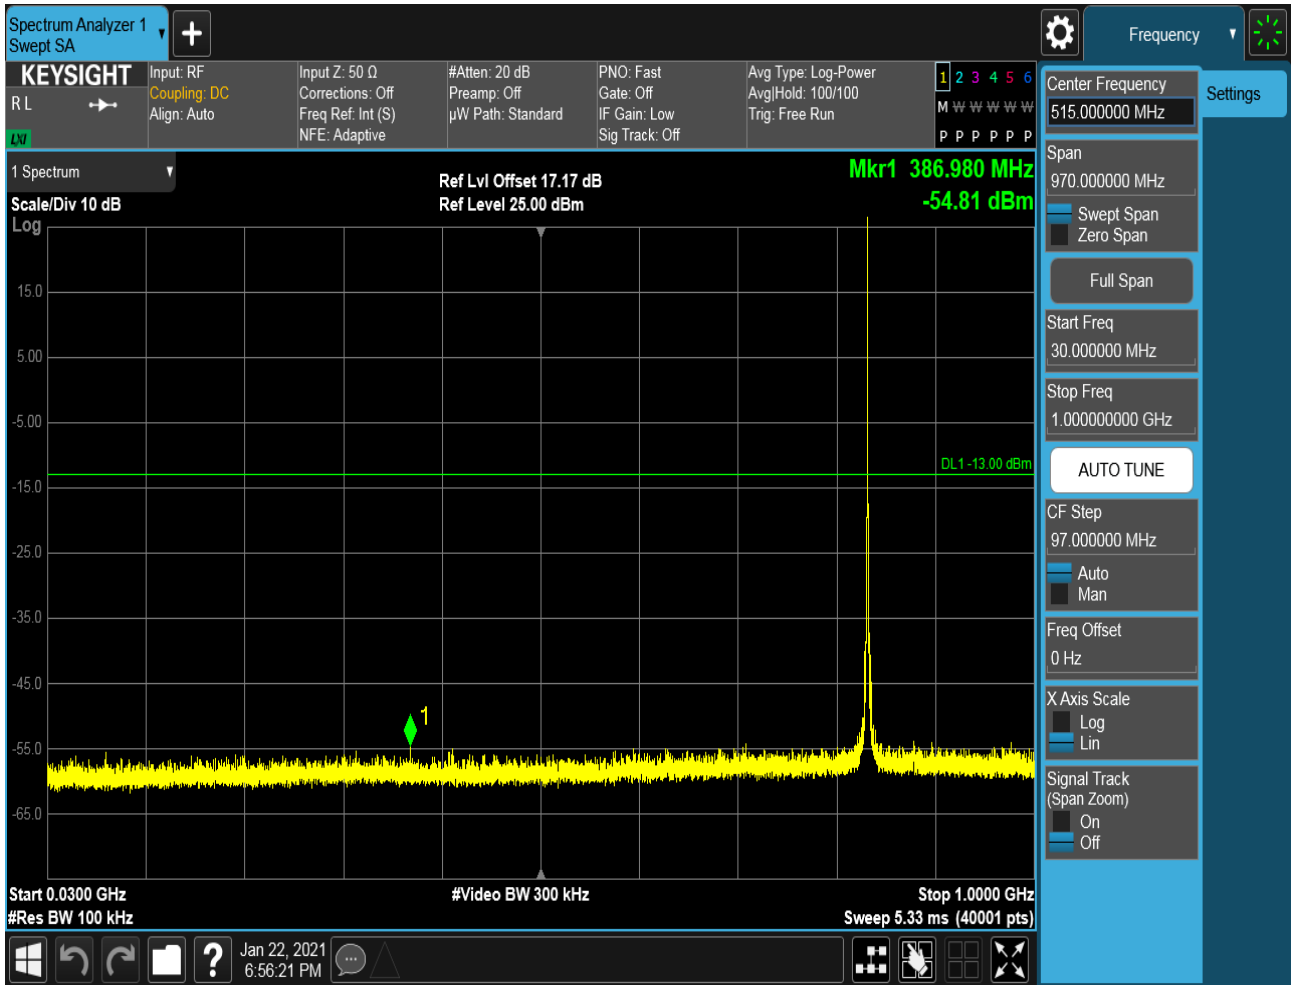 Spectrum Analyzer 1
Swept SA
Frequency
KEYSIGHT
R L
LXI
Input: RF
Coupling: DC
Align: Auto
Input Z: 50 Ω
Corrections: Off
Freq Ref: Int (S)
NFE: Adaptive
#Atten: 20 dB
Preamp: Off
µW Path: Standard
PNO: Fast
Gate: Off
IF Gain: Low
Sig Track: Off
Avg Type: Log-Power
Avg|Hold: 100/100
Trig: Free Run
1 2 3 4 5 6
M W W W W W
P P P P P P
1 Spectrum
Scale/Div 10 dB
Log
Ref Lvl Offset 17.17 dB
Ref Level 25.00 dBm
Mkr1 386.980 MHz
-54.81 dBm
15.0
5.00
-5.00
-15.0
-25.0
-35.0
-45.0
-55.0
-65.0
DL1 -13.00 dBm
1
Start 0.0300 GHz
#Res BW 100 kHz
#Video BW 300 kHz
Stop 1.0000 GHz
Sweep 5.33 ms (40001 pts)
Center Frequency
515.000000 MHz
Settings
Span
970.000000 MHz
Swept Span
Zero Span
Full Span
Start Freq
30.000000 MHz
Stop Freq
1.000000000 GHz
AUTO TUNE
CF Step
97.000000 MHz
Auto
Man
Freq Offset
0 Hz
X Axis Scale
Log
Lin
Signal Track
(Span Zoom)
On
Off
?
Jan 22, 2021
6:56:21 PM